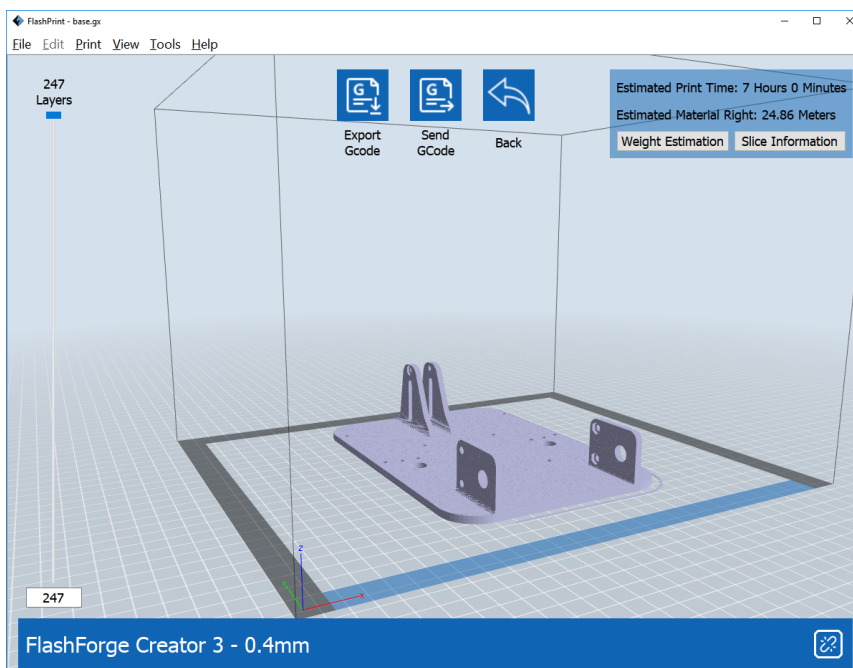 FlashPrint - base.gx
File Edit Print View Tools Help
247
Layers
Export
Gcode
Send
GCode
Back
Estimated Print Time: 7 Hours 0 Minutes
Estimated Material Right: 24.86 Meters
Weight Estimation Slice Information
z
x
247
FlashForge Creator 3 - 0.4mm